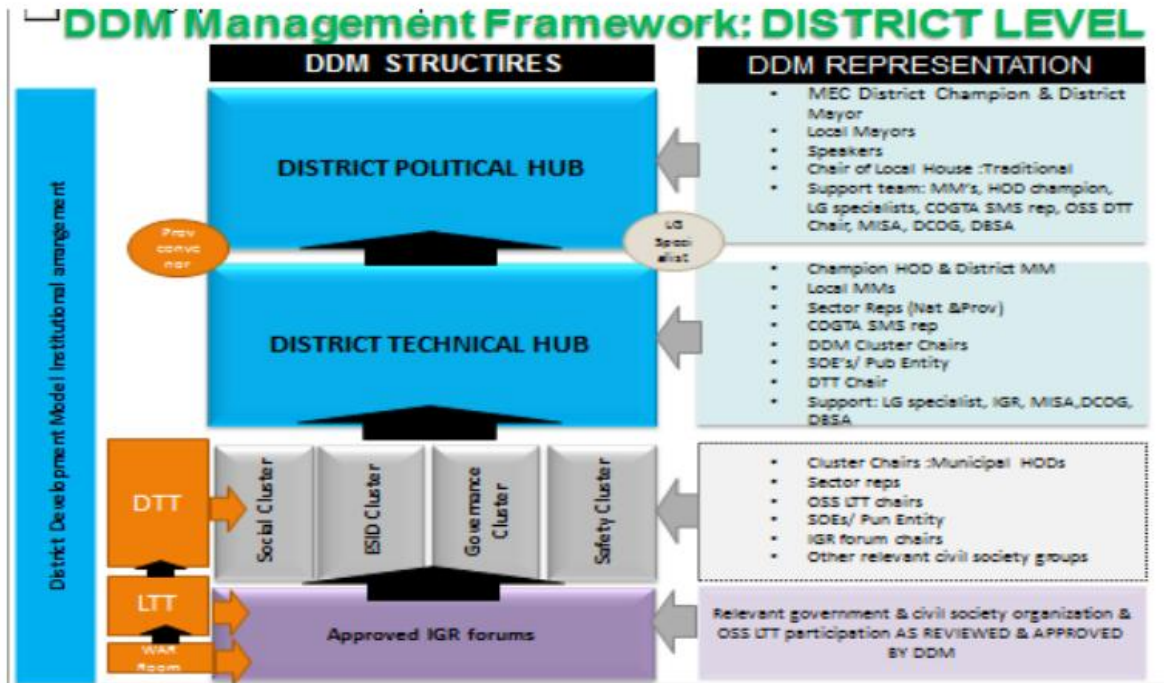 DDM Management Framework: DISTRICT LEVEL
DDM STRUCTIRES
DDM REPRESENTATION
District Development Model Institutional arrangement
DISTRICT POLITICAL HUB
• MEC District Champion & District
Mayor
• Local Mayors
• Speakers
• Chair of Local House :Traditional
• Support team: MM's, HOD champion,
LG specialists, COGTA SMS rep, OSS DTT
Chair, MISA, DCOG, DBSA
Prov
conve
nor
LG
Speci
alist
DISTRICT TECHNICAL HUB
• Champion HOD & District MM
• Local MMs
• Sector Reps (Nat &Prov)
• COGTA SMS rep
• DDM Cluster Chairs
• SOE's/ Pub Entity
• DTT Chair
• Support: LG specialist, IGR, MISA,DCOG,
DBSA
DTT
Social Cluster
ESID Cluster
Governance
Cluster
Safety Cluster
• Cluster Chairs :Municipal HODs
• Sector reps
• OSS LTT chairs
• SOEs/ Pun Entity
• IGR forum chairs
• Other relevant civil society groups
LTT
WAR
Room
Approved IGR forums
Relevant government & civil society organization &
OSS LTT participation AS REVIEWED & APPROVED
BY DDM